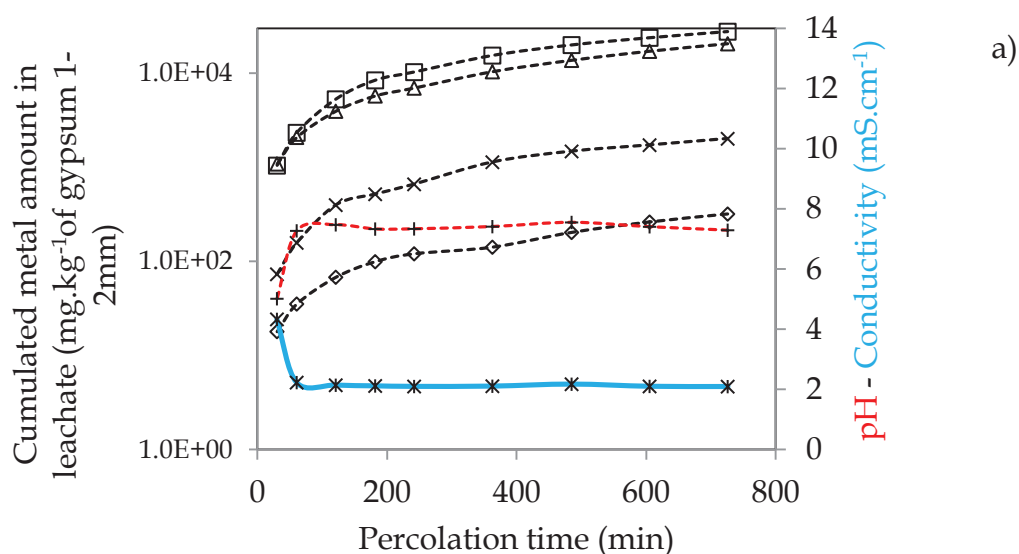 a)
Cumulated metal amount in
leachate (mg.kg⁻¹of gypsum 1-
2mm)
1.0E+04
1.0E+02
1.0E+00
14
12
10
8
6
4
2
0
pH - Conductivity (mS.cm⁻¹)
0 200 400 600 800
Percolation time (min)